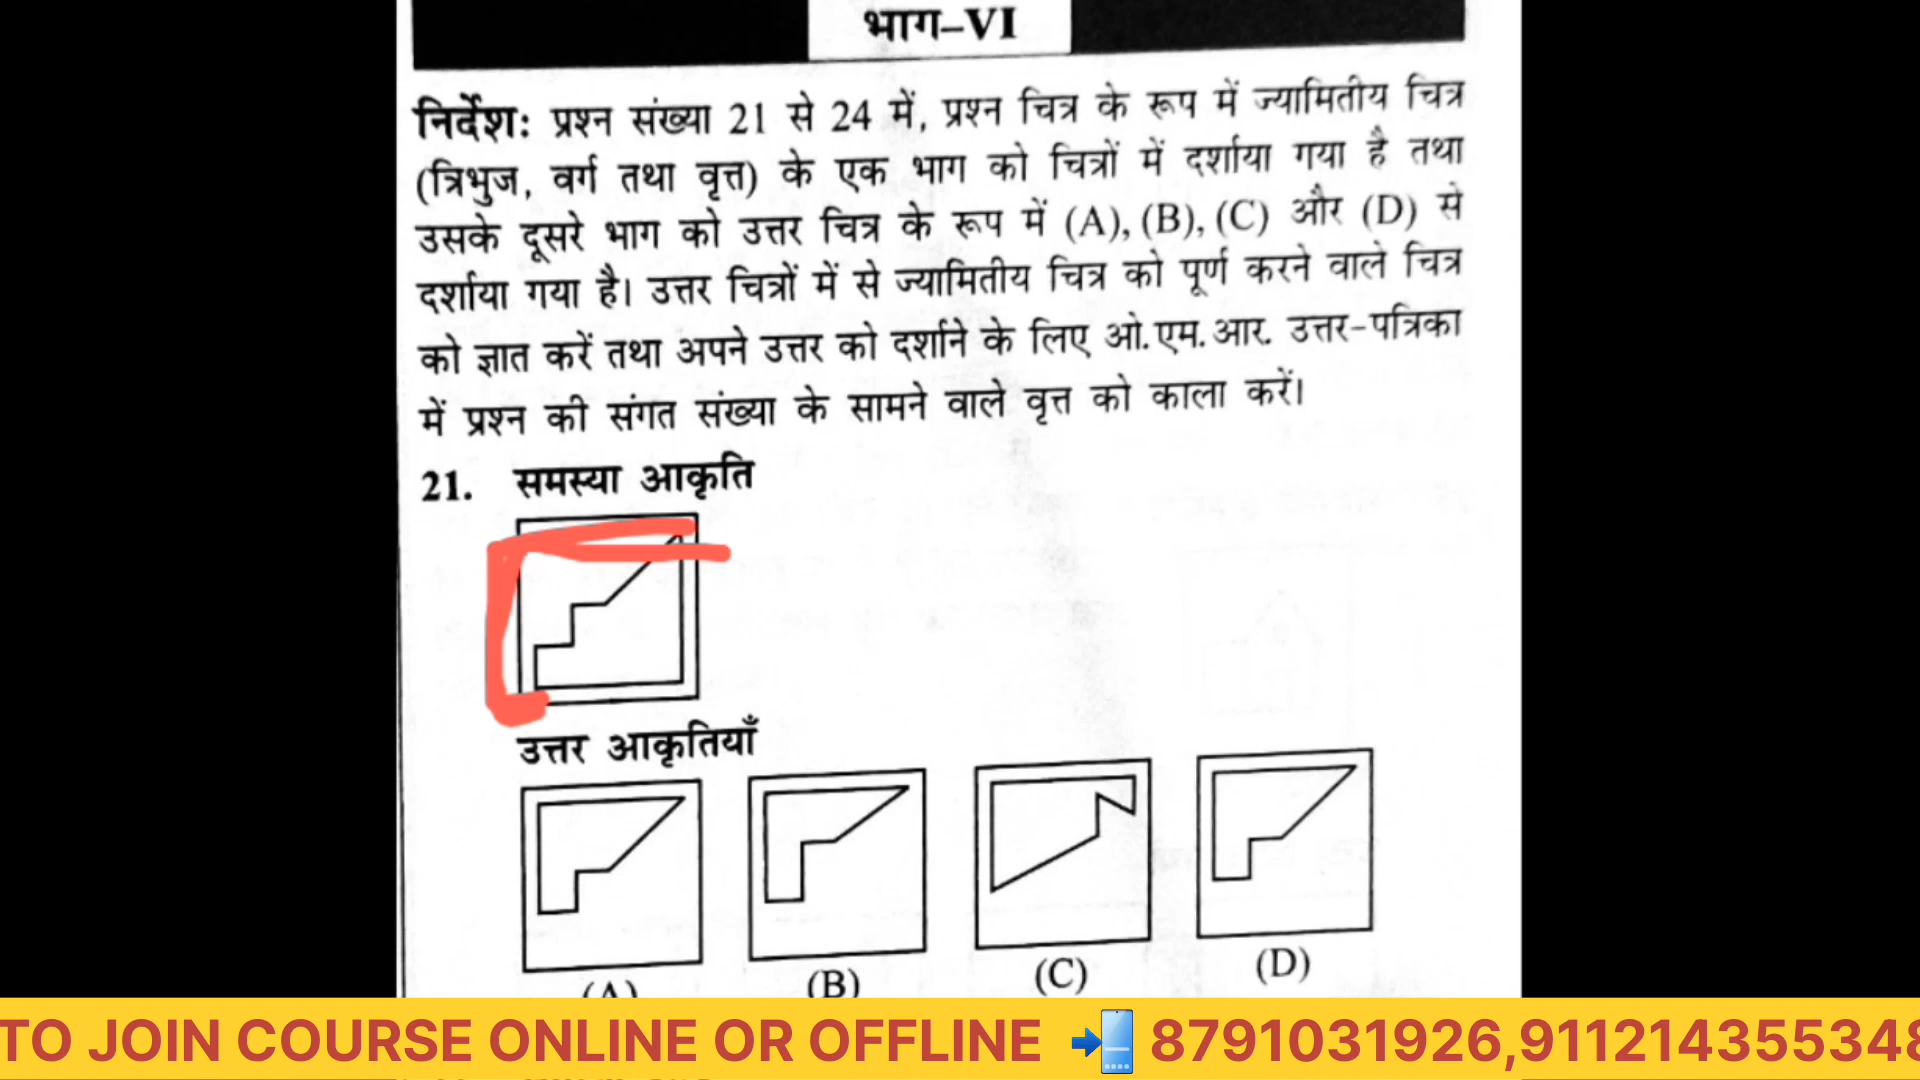 भाग–VI
निर्देशः प्रश्न संख्या 21 से 24 में, प्रश्न चित्र के रूप में ज्यामितीय चित्र
(त्रिभुज, वर्ग तथा वृत्त) के एक भाग को चित्रों में दर्शाया गया है तथा
उसके दूसरे भाग को उत्तर चित्र के रूप में (A), (B), (C) और (D) से
दर्शाया गया है। उत्तर चित्रों में से ज्यामितीय चित्र को पूर्ण करने वाले चित्र
को ज्ञात करें तथा अपने उत्तर को दर्शाने के लिए ओ.एम.आर. उत्तर-पत्रिका
में प्रश्न की संगत संख्या के सामने वाले वृत्त को काला करें।
21. समस्या आकृति
उत्तर आकृतियाँ
(A) (B) (C) (D)
TO JOIN COURSE ONLINE OR OFFLINE 📲 8791031926,911214355348